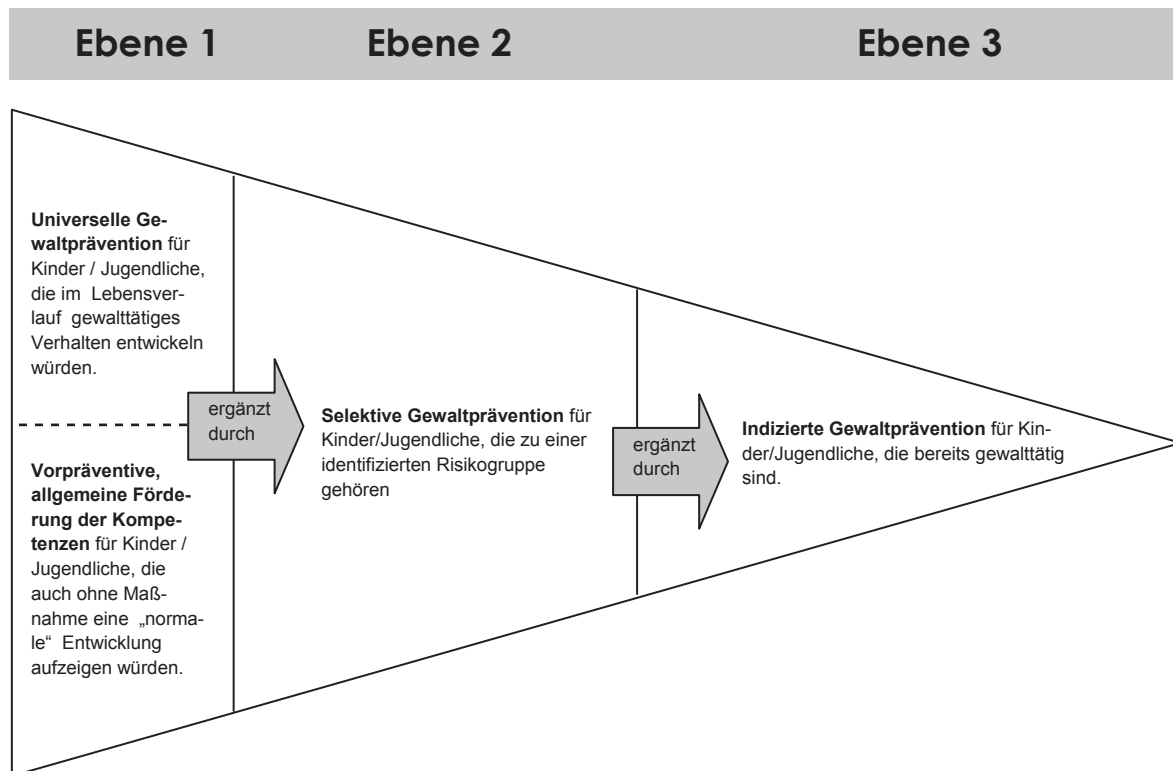 Ebene 1 Ebene 2 Ebene 3
Universelle Ge-
waltprävention für
Kinder / Jugendliche,
die im Lebensver-
lauf gewalttätiges
Verhalten entwickeln
würden.
Vorpräventive,
allgemeine Förde-
rung der Kompe-
tenzen für Kinder /
Jugendliche, die
auch ohne Maß-
nahme eine „norma-
le“ Entwicklung
aufzeigen würden.
ergänzt
durch
Selektive Gewaltprävention für
Kinder/Jugendliche, die zu einer
identifizierten Risikogruppe
gehören
ergänzt
durch
Indizierte Gewaltprävention für Kin-
der/Jugendliche, die bereits gewalttätig
sind.